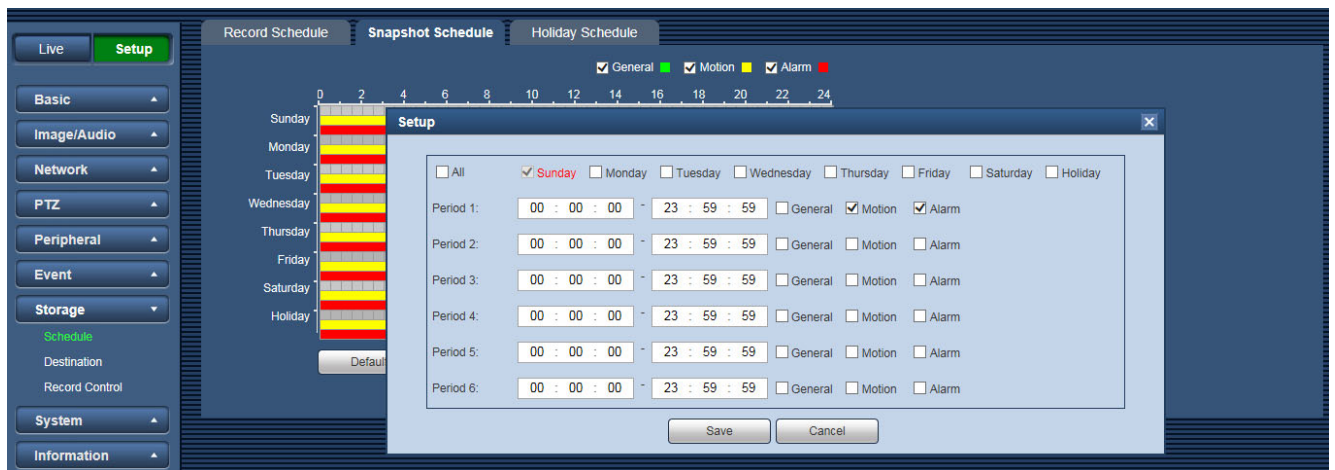 Record Schedule Snapshot Schedule Holiday Schedule
Live Setup
General Motion Alarm
Basic
Image/Audio
Network
PTZ
Peripheral
Event
Storage
Schedule
Destination
Record Control
System
Information
0 2 4 6 8 10 12 14 16 18 20 22 24
Sunday
Monday
Tuesday
Wednesday
Thursday
Friday
Saturday
Holiday
Defaul
Setup
All Sunday Monday Tuesday Wednesday Thursday Friday Saturday Holiday
Period 1: 00 : 00 : 00 - 23 : 59 : 59 General Motion Alarm
Period 2: 00 : 00 : 00 - 23 : 59 : 59 General Motion Alarm
Period 3: 00 : 00 : 00 - 23 : 59 : 59 General Motion Alarm
Period 4: 00 : 00 : 00 - 23 : 59 : 59 General Motion Alarm
Period 5: 00 : 00 : 00 - 23 : 59 : 59 General Motion Alarm
Period 6: 00 : 00 : 00 - 23 : 59 : 59 General Motion Alarm
Save Cancel